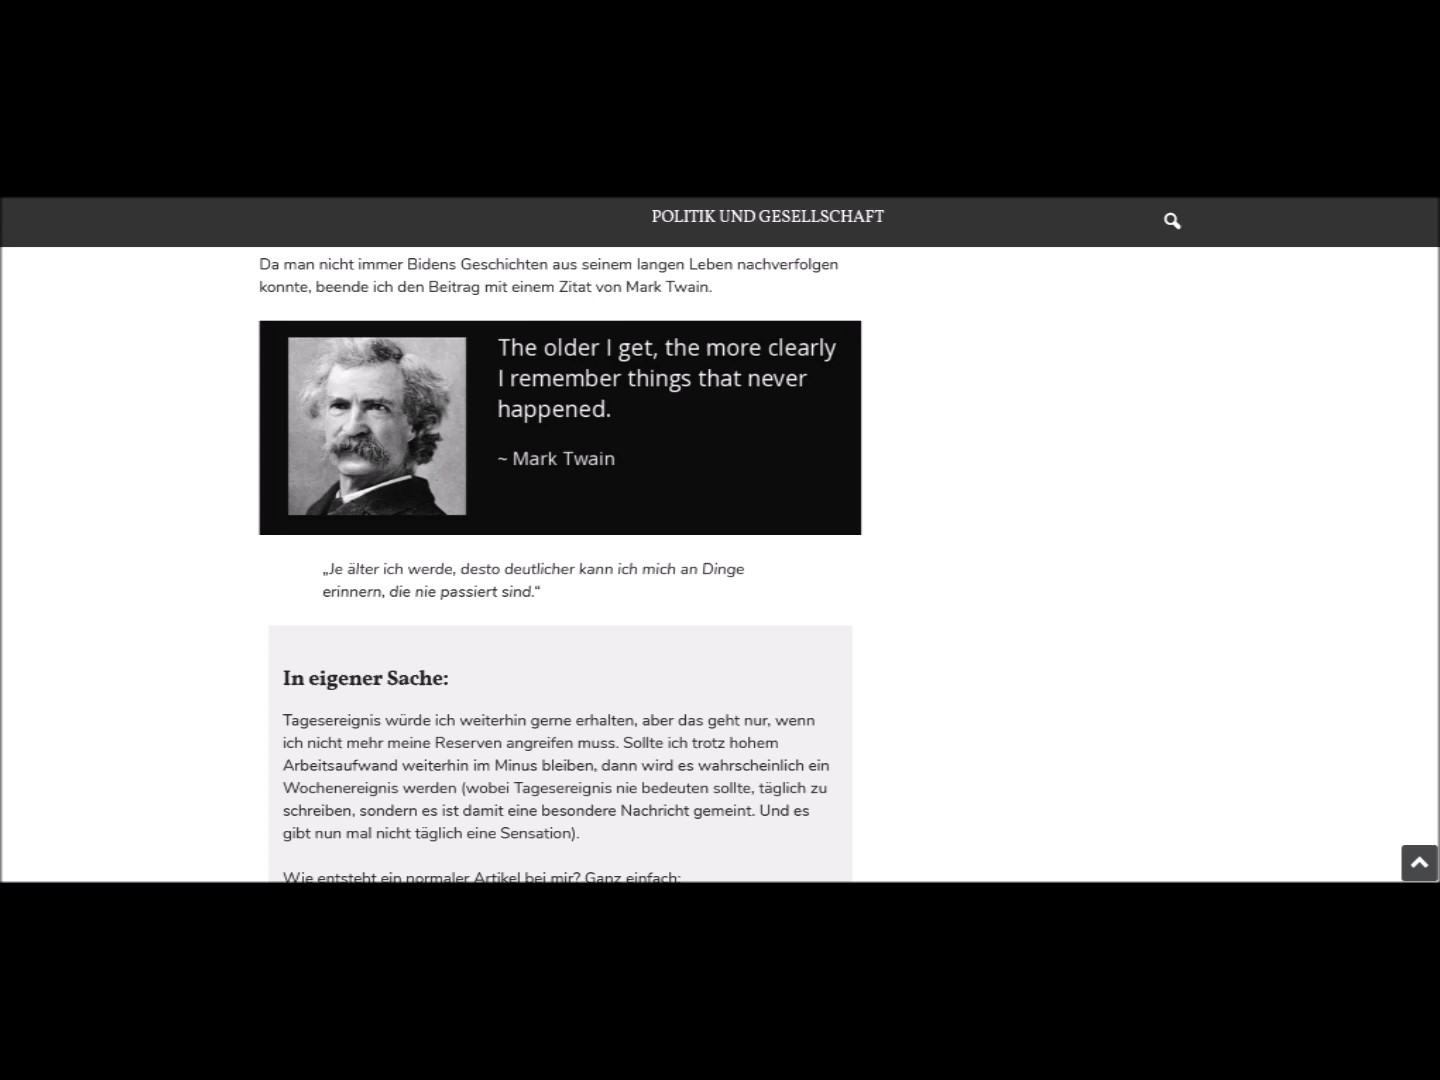 POLITIK UND GESELLSCHAFT
Da man nicht immer Bidens Geschichten aus seinem langen Leben nachverfolgen
konnte, beende ich den Beitrag mit einem Zitat von Mark Twain.
The older I get, the more clearly
I remember things that never
happened.
~ Mark Twain
„Je älter ich werde, desto deutlicher kann ich mich an Dinge
erinnern, die nie passiert sind.“
In eigener Sache:
Tagesereignis würde ich weiterhin gerne erhalten, aber das geht nur, wenn
ich nicht mehr meine Reserven angreifen muss. Sollte ich trotz hohem
Arbeitsaufwand weiterhin im Minus bleiben, dann wird es wahrscheinlich ein
Wochenereignis werden (wobei Tagesereignis nie bedeuten sollte, täglich zu
schreiben, sondern es ist damit eine besondere Nachricht gemeint. Und es
gibt nun mal nicht täglich eine Sensation).
Wie entsteht ein normaler Artikel bei mir? Ganz einfach: